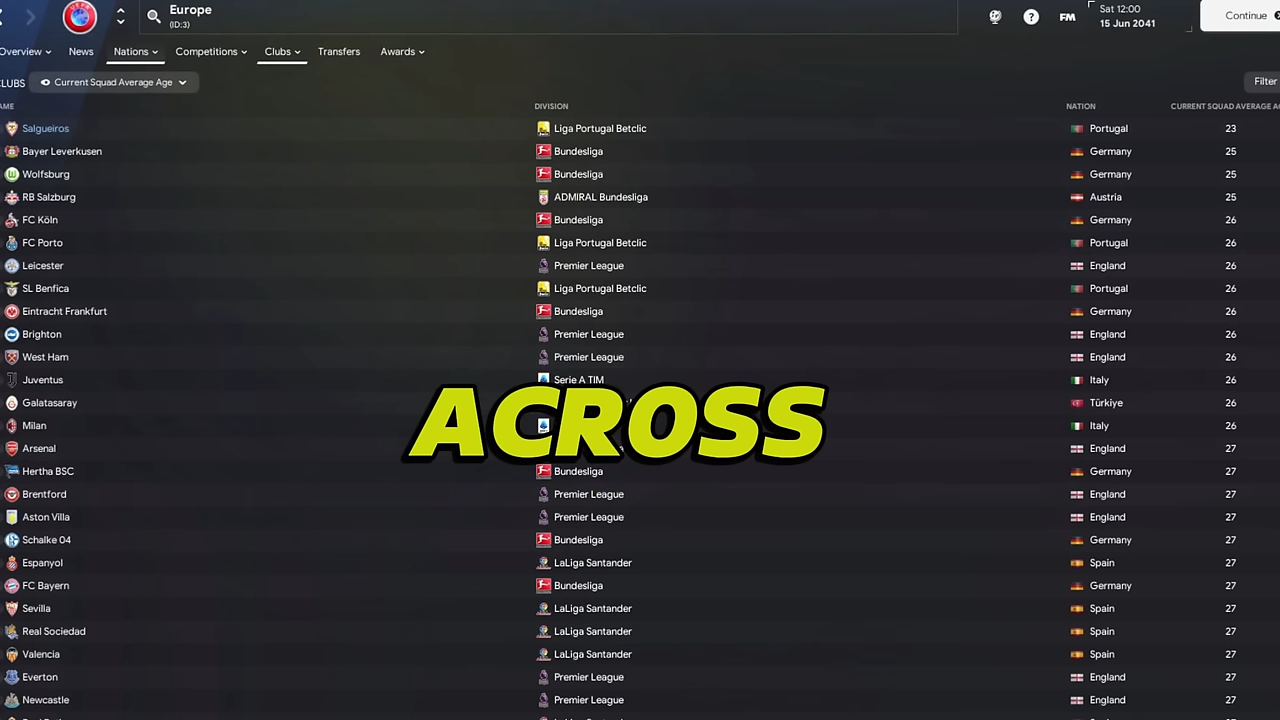 Europe
(ID:3)
FM
Sat 12:00
15 Jun 2041
Continue
Overview
News
Nations
Competitions
Clubs
Transfers
Awards
CLUBS
Current Squad Average Age
Filter
AME DIVISION NATION CURRENT SQUAD AVERAGE AG
Salgueiros Liga Portugal Betclic Portugal 23
Bayer Leverkusen Bundesliga Germany 25
Wolfsburg Bundesliga Germany 25
RB Salzburg ADMIRAL Bundesliga Austria 25
FC Köln Bundesliga Germany 26
FC Porto Liga Portugal Betclic Portugal 26
Leicester Premier League England 26
SL Benfica Liga Portugal Betclic Portugal 26
Eintracht Frankfurt Bundesliga Germany 26
Brighton Premier League England 26
West Ham Premier League England 26
Juventus Serie A TIM Italy 26
Galatasaray Türkiye 26
Milan Italy 26
ACROSS
Arsenal England 27
Hertha BSC Bundesliga Germany 27
Brentford Premier League England 27
Aston Villa Premier League England 27
Schalke 04 Bundesliga Germany 27
Espanyol LaLiga Santander Spain 27
FC Bayern Bundesliga Germany 27
Sevilla LaLiga Santander Spain 27
Real Sociedad LaLiga Santander Spain 27
Valencia LaLiga Santander Spain 27
Everton Premier League England 27
Newcastle Premier League England 27